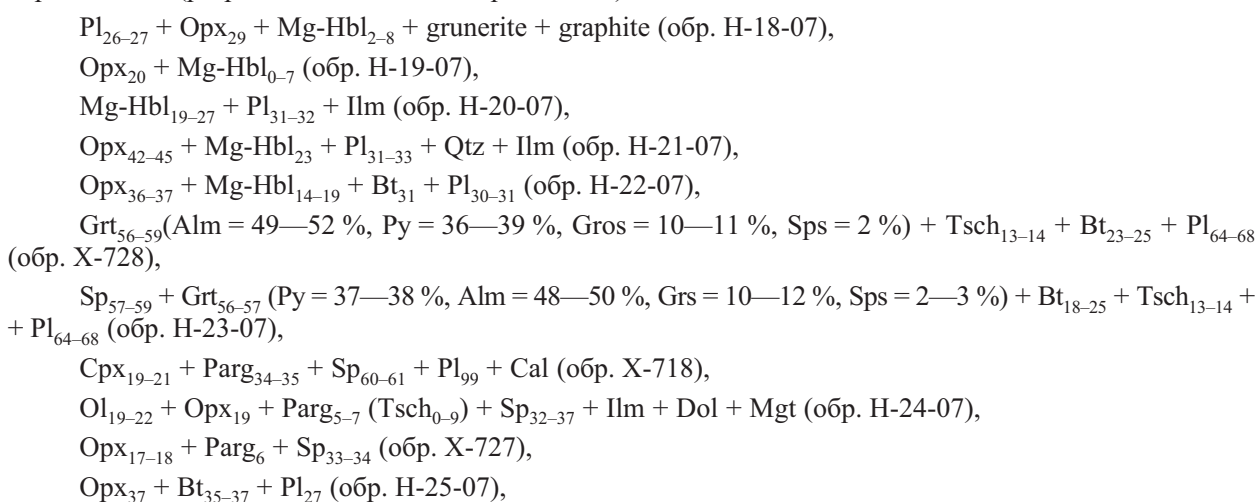 Pl26–27 + Opx29 + Mg-Hbl2–8 + grunerite + graphite (обр. Н-18-07),
Opx20 + Mg-Hbl0–7 (обр. Н-19-07),
Mg-Hbl19–27 + Pl31–32 + Ilm (обр. Н-20-07),
Opx42–45 + Mg-Hbl23 + Pl31–33 + Qtz + Ilm (обр. Н-21-07),
Opx36–37 + Mg-Hbl14–19 + Bt31 + Pl30–31 (обр. Н-22-07),
Grt56–59(Alm = 49—52 %, Py = 36—39 %, Gros = 10—11 %, Sps = 2 %) + Tsch13–14 + Bt23–25 + Pl64–68
(обр. Х-728),
Sp57–59 + Grt56–57 (Py = 37—38 %, Alm = 48—50 %, Grs = 10—12 %, Sps = 2—3 %) + Bt18–25 + Tsch13–14 +
+ Pl64–68 (обр. Н-23-07),
Cpx19–21 + Parg34–35 + Sp60–61 + Pl99 + Cal (обр. Х-718),
Ol19–22 + Opx19 + Parg5–7 (Tsch0–9) + Sp32–37 + Ilm + Dol + Mgt (обр. Н-24-07),
Opx17–18 + Parg6 + Sp33–34 (обр. Х-727),
Opx37 + Bt35–37 + Pl27 (обр. Н-25-07),